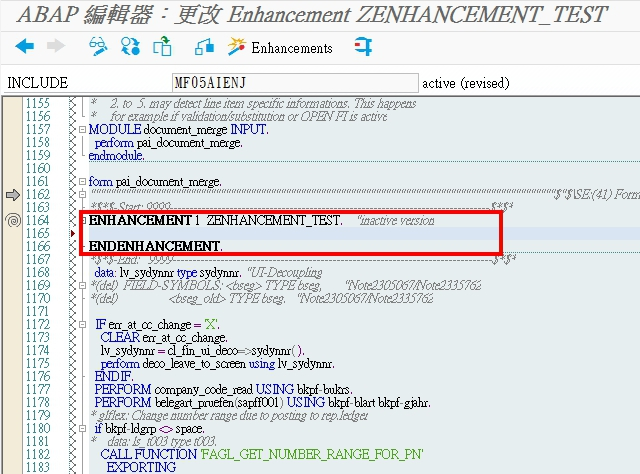 ABAP 編輯器：更改 Enhancement ZENHANCEMENT_TEST
Enhancements
INCLUDE MF05AIENJ active (revised)
1155 * 2. to 5. may detect line item specific informations. This happens
1156 * for example if validation/substitution or OPEN FI is active
1157 MODULE document_merge INPUT.
1158 perform pai_document_merge.
1159 endmodule.
1160
1161 form pai_document_merge.
1162 $"$\SE:(41) Form
1163 *$*$-Start: 9999 $*$*
1164 ENHANCEMENT 1 ZENHANCEMENT_TEST. "inactive version
1165
1166 ENDENHANCEMENT.
1167 *$*$-End: 9999 $*$*
1168 data: lv_sydynnr type sydynnr. "UI-Decoupling
1169 *(del) FIELD-SYMBOLS: <bseg> TYPE bseg, "Note2305067/Note2335762
1170 *(del) <bseg_old> TYPE bseg. "Note2305067/Note2335762
1171
1172 IF err_at_cc_change = 'X'.
1173 CLEAR err_at_cc_change.
1174 lv_sydynnr = cl_fin_ui_deco=>sydynnr( ).
1175 perform deco_leave_to_screen using lv_sydynnr.
1176 ENDIF.
1177 PERFORM company_code_read USING bkpf-bukrs.
1178 PERFORM belegart_pruefen(sapff001) USING bkpf-blart bkpf-gjahr.
1179 * glflex: Change number range due to posting to rep.ledger
1180 if bkpf-ldgrp <> space.
1181 * data: ls_t003 type t003.
1182 CALL FUNCTION 'FAGL_GET_NUMBER_RANGE_FOR_PN'
1183 EXPORTING